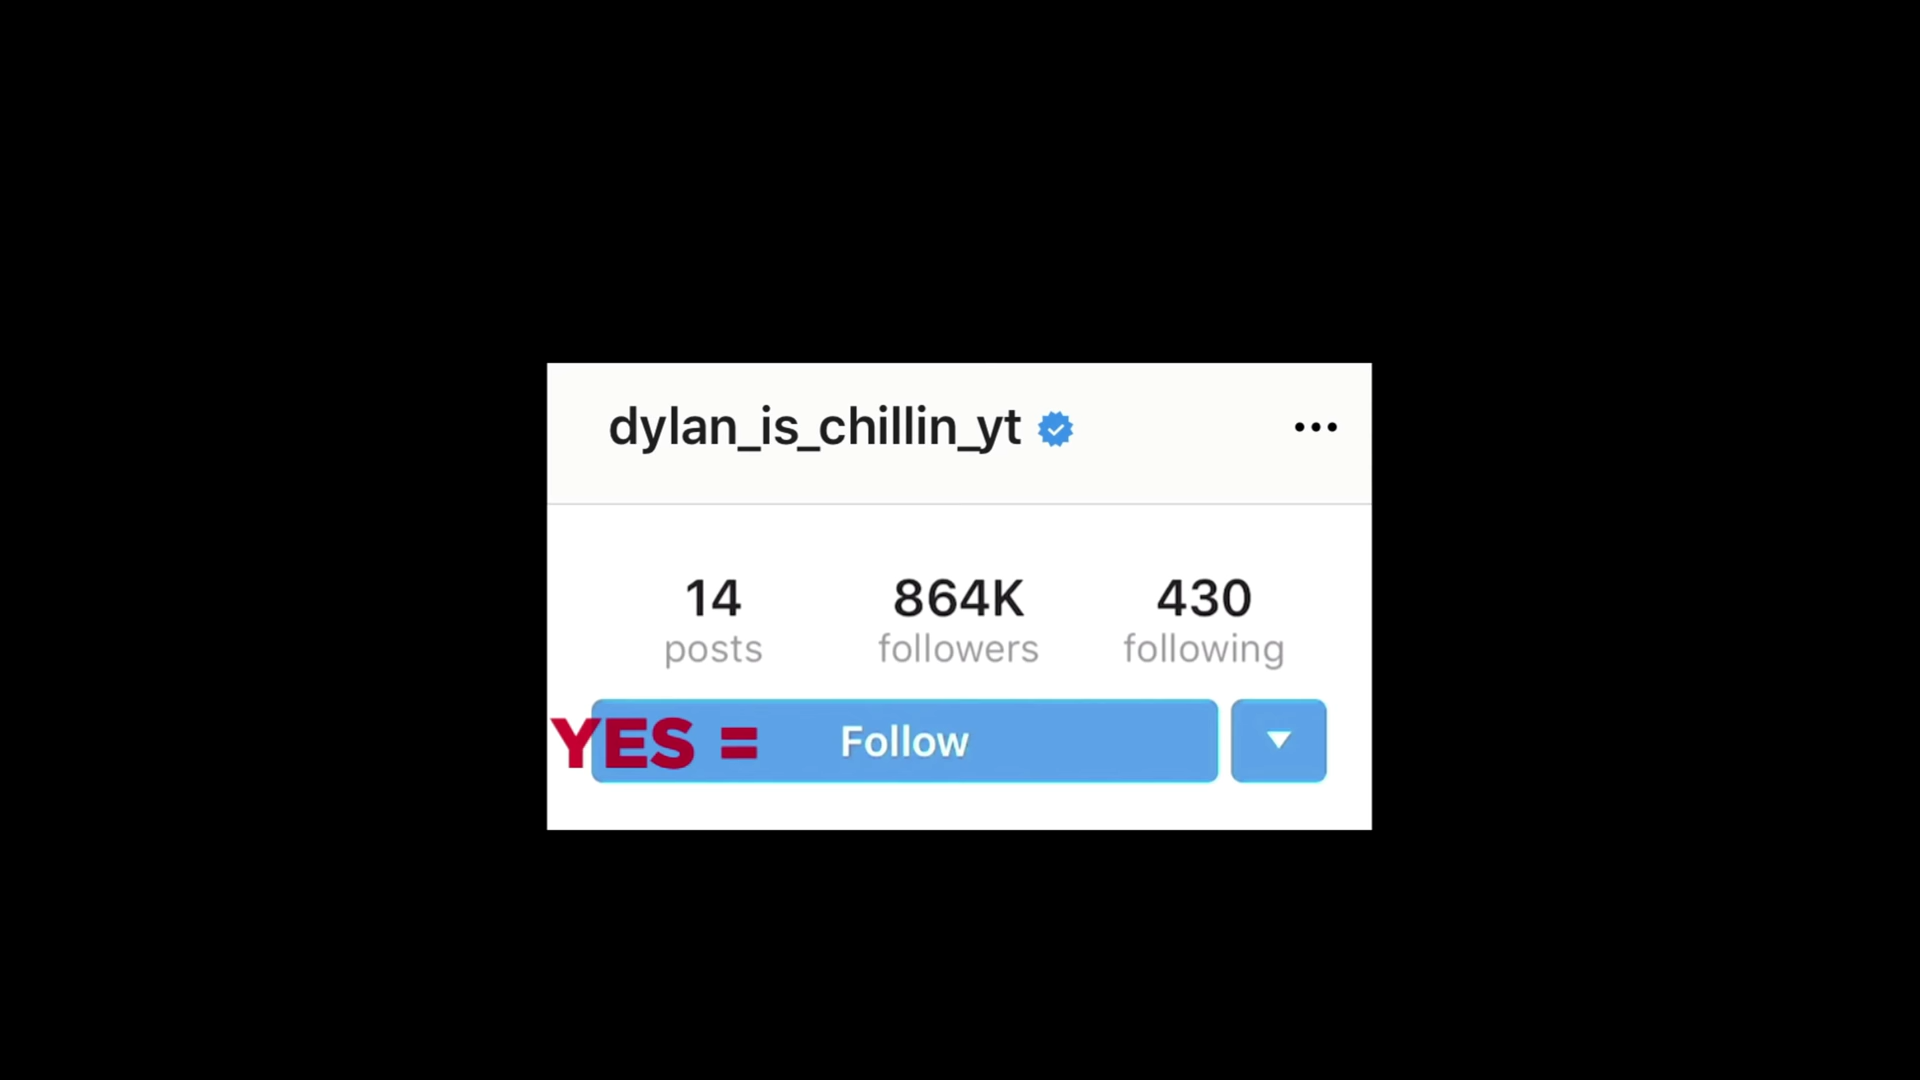 dylan_is_chillin_yt
14 864K 430
posts followers following
YES = Follow